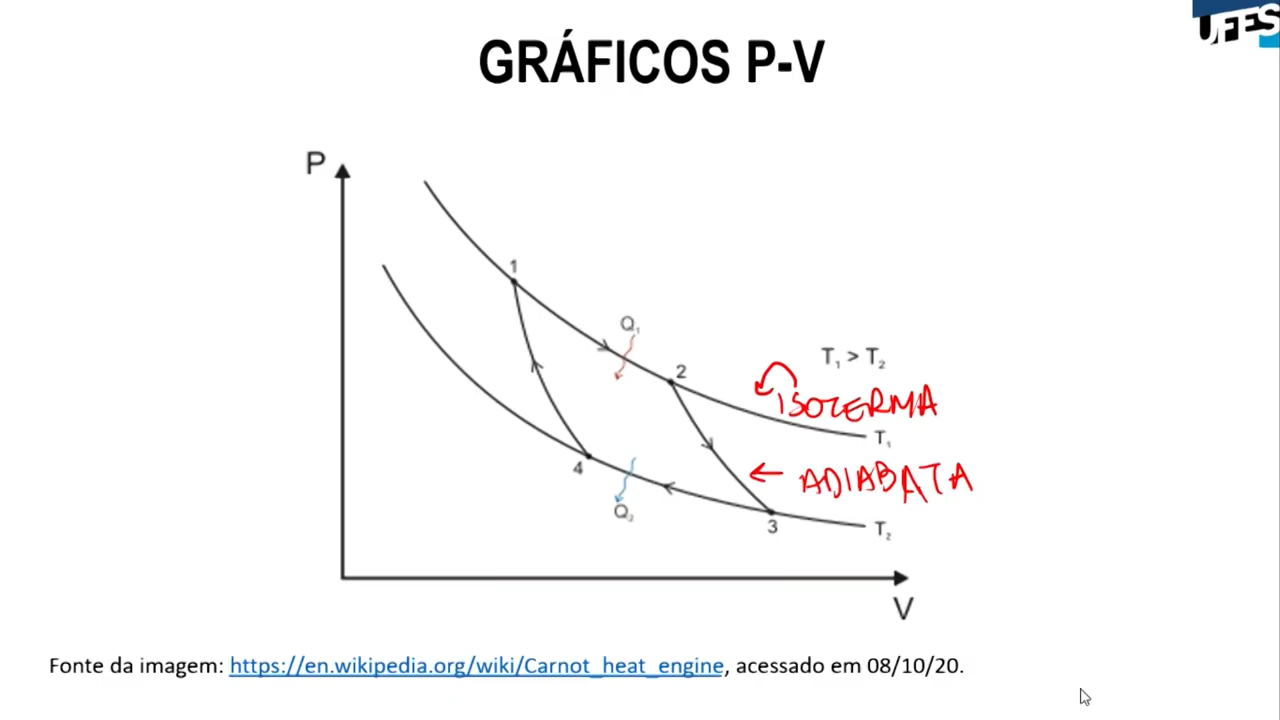 UFES
GRÁFICOS P-V
P
1
Q₁
2
T₁ > T₂
ISOTERMA
T₁
ADIABATA
4
Q₂
3
T₂
V
Fonte da imagem: https://en.wikipedia.org/wiki/Carnot_heat_engine, acessado em 08/10/20.